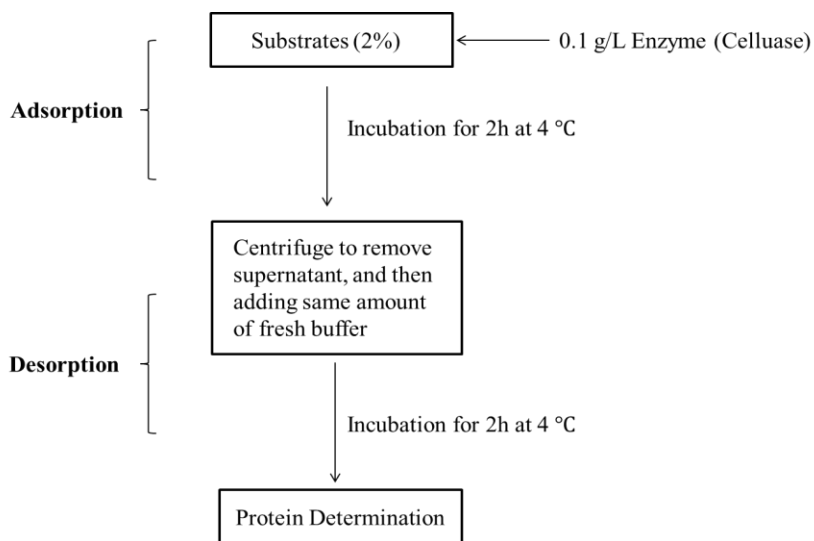 Substrates (2%)
0.1 g/L Enzyme (Celluase)
Adsorption
Incubation for 2h at 4 ℃
Centrifuge to remove
supernatant, and then
adding same amount
of fresh buffer
Desorption
Incubation for 2h at 4 ℃
Protein Determination